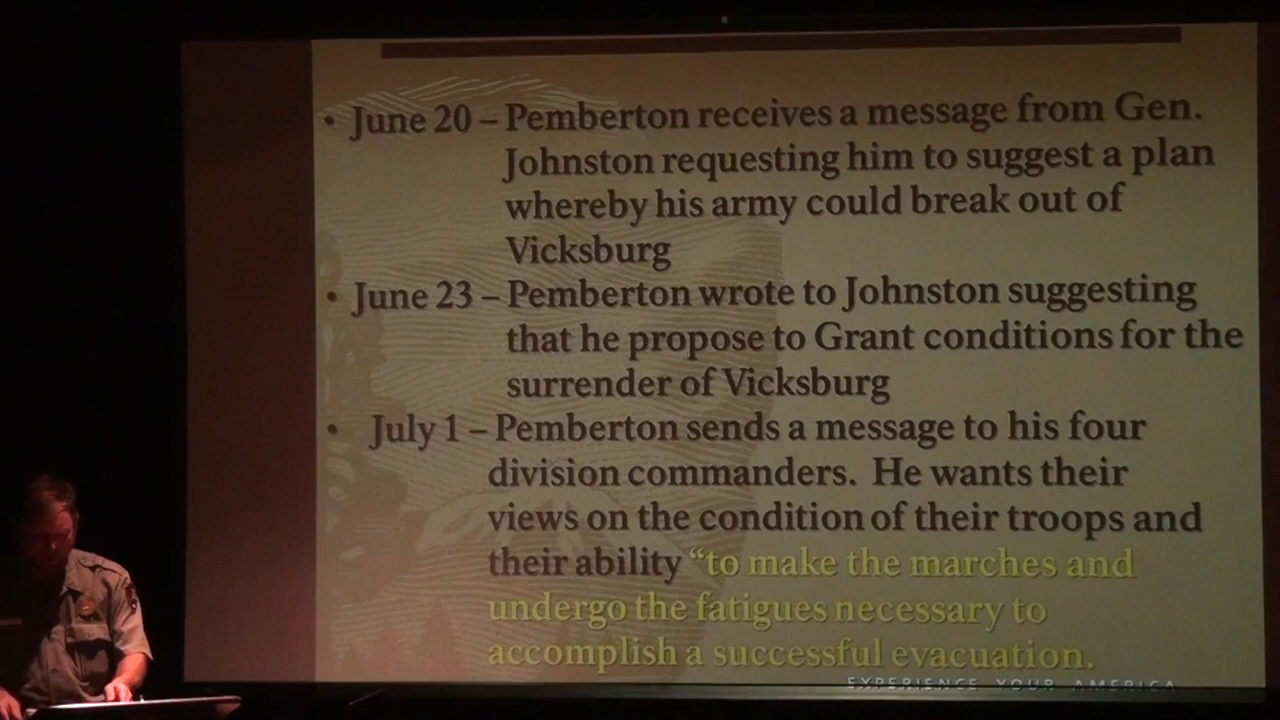 • June 20 – Pemberton receives a message from Gen.
Johnston requesting him to suggest a plan
whereby his army could break out of
Vicksburg
• June 23 – Pemberton wrote to Johnston suggesting
that he propose to Grant conditions for the
surrender of Vicksburg
• July 1 – Pemberton sends a message to his four
division commanders. He wants their
views on the condition of their troops and
their ability “to make the marches and
undergo the fatigues necessary to
accomplish a successful evacuation.
EXPERIENCE YOUR AMERICA